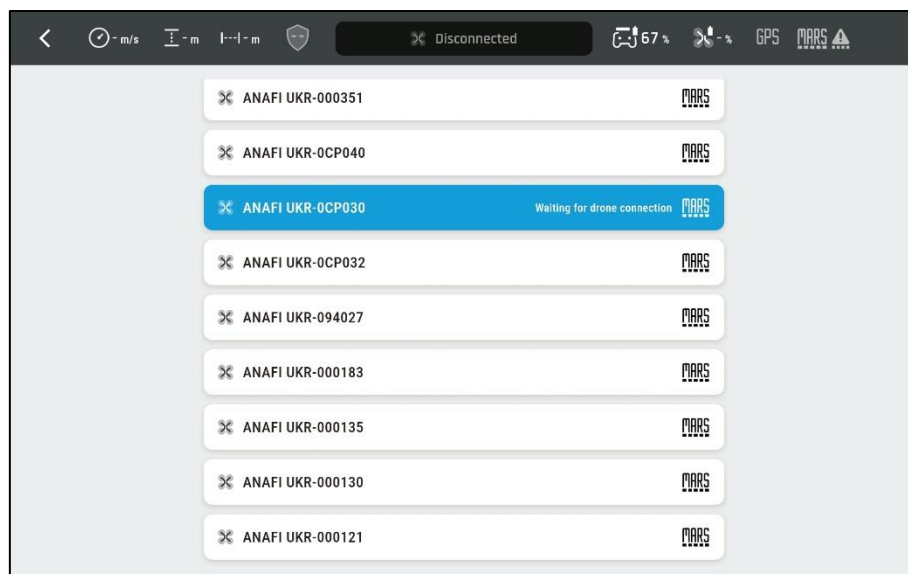 - m/s - m - m Disconnected 67 % - % GPS MARS
ANAFI UKR-000351 MARS
ANAFI UKR-0CP040 MARS
ANAFI UKR-0CP030 Waiting for drone connection MARS
ANAFI UKR-0CP032 MARS
ANAFI UKR-094027 MARS
ANAFI UKR-000183 MARS
ANAFI UKR-000135 MARS
ANAFI UKR-000130 MARS
ANAFI UKR-000121 MARS